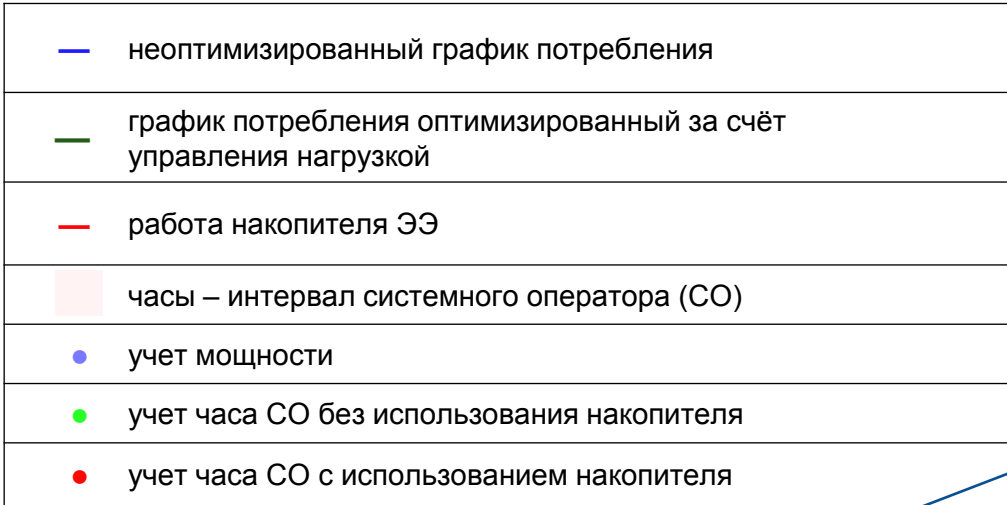 неоптимизированный график потребления
график потребления оптимизированный за счёт
управления нагрузкой
работа накопителя ЭЭ
часы – интервал системного оператора (СО)
учет мощности
учет часа СО без использования накопителя
учет часа СО с использованием накопителя